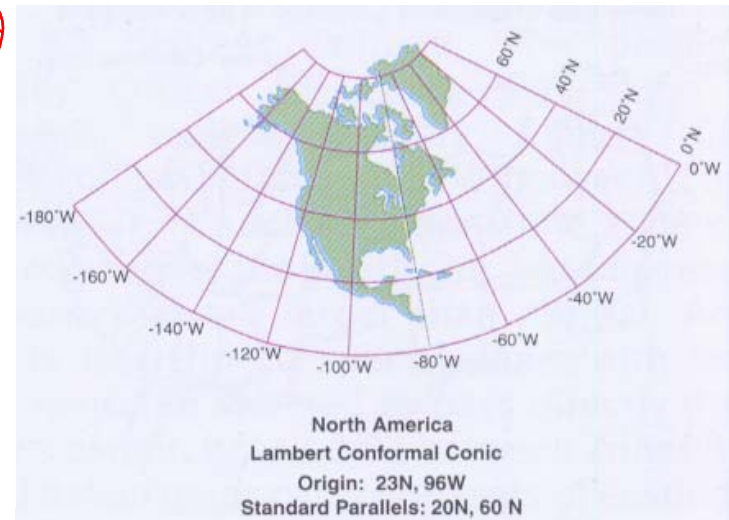 60°N
40°N
20°N
0°N
0°W
-20°W
-40°W
-60°W
-80°W
-100°W
-120°W
-140°W
-160°W
-180°W
North America
Lambert Conformal Conic
Origin: 23N, 96W
Standard Parallels: 20N, 60 N